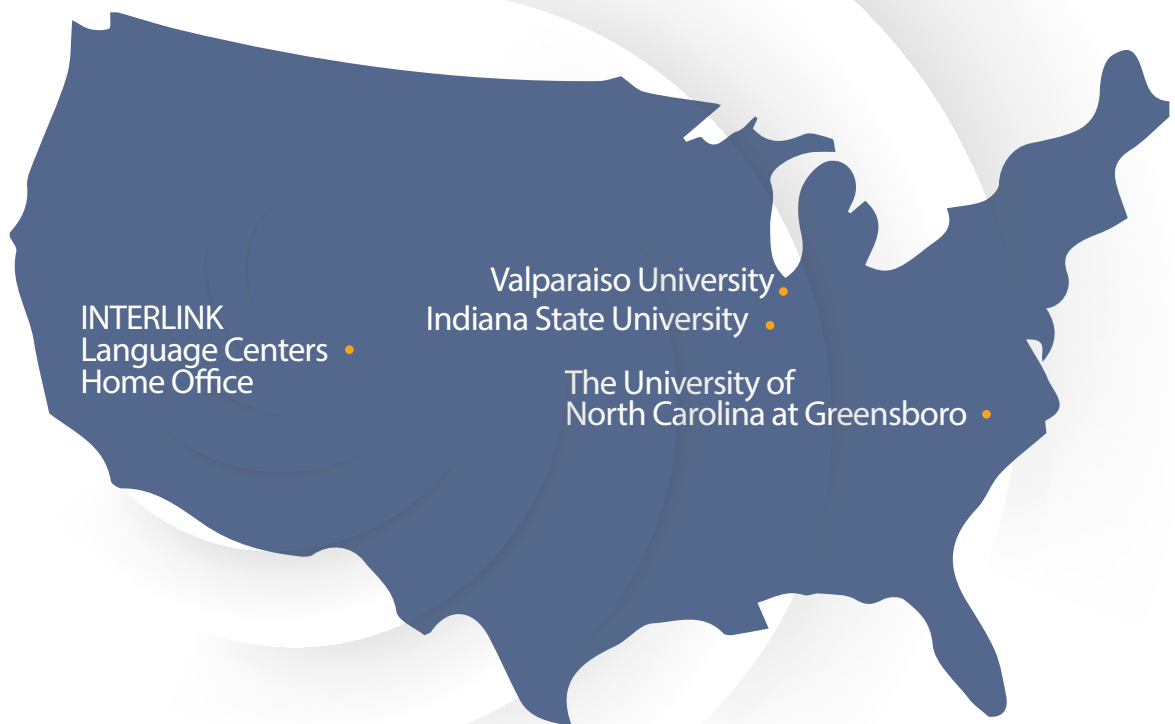 Valparaiso University
Indiana State University
INTERLINK
Language Centers
Home Office
The University of
North Carolina at Greensboro